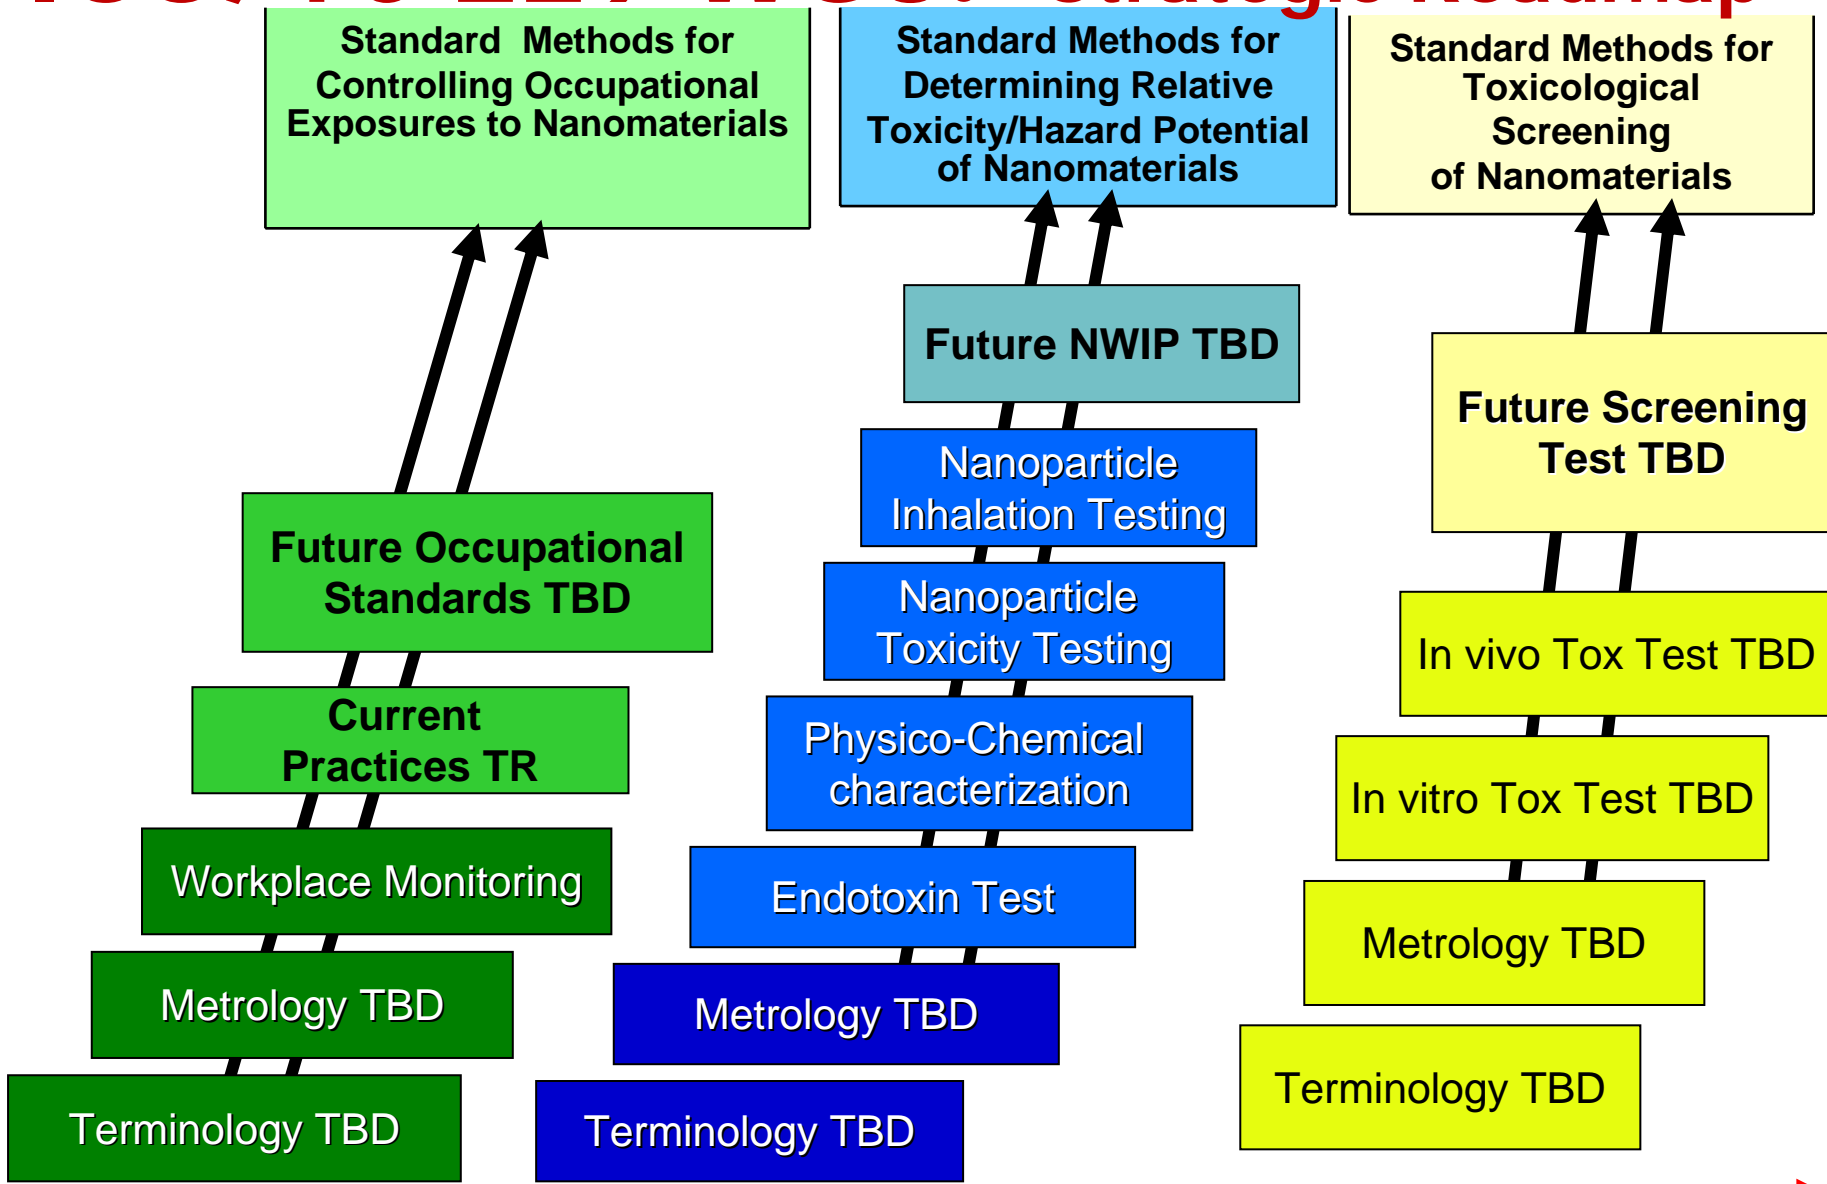 Strategic Roadmap
Standard Methods for
Controlling Occupational
Exposures to Nanomaterials
Standard Methods for
Determining Relative
Toxicity/Hazard Potential
of Nanomaterials
Standard Methods for
Toxicological
Screening
of Nanomaterials
Future NWIP TBD
Nanoparticle
Inhalation Testing
Nanoparticle
Toxicity Testing
Physico-Chemical
characterization
Endotoxin Test
Metrology TBD
Terminology TBD
Future Occupational
Standards TBD
Current
Practices TR
Workplace Monitoring
Metrology TBD
Terminology TBD
Future Screening
Test TBD
In vivo Tox Test TBD
In vitro Tox Test TBD
Metrology TBD
Terminology TBD